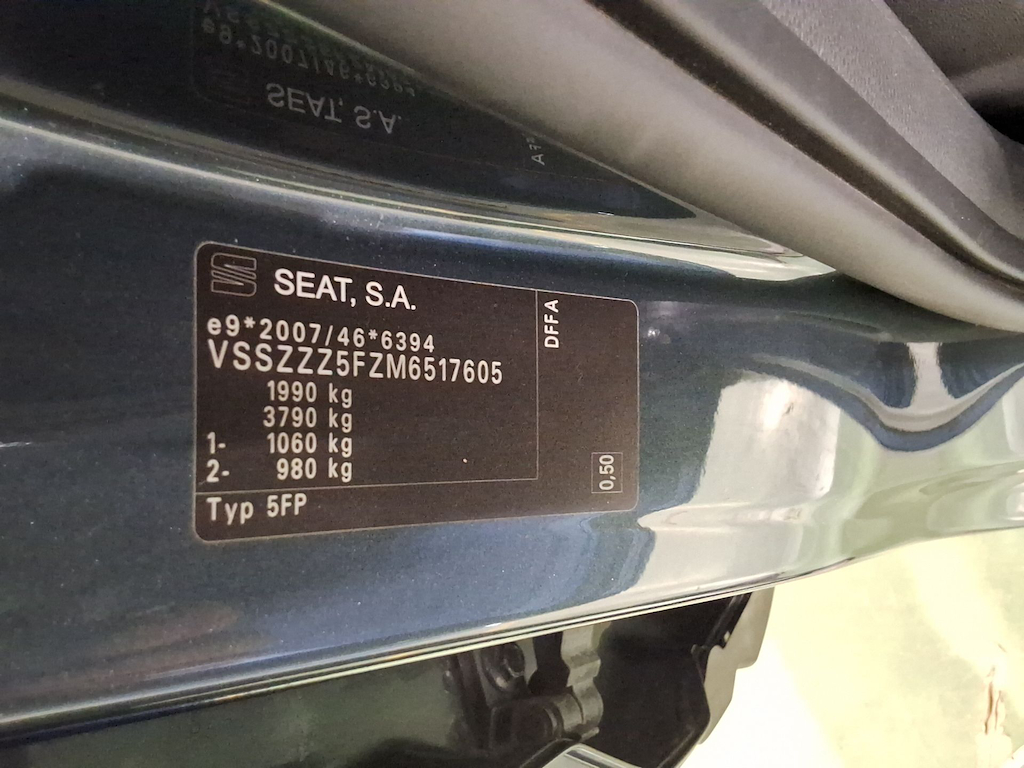 SEAT, S.A.
e9*2007/46*6394
VSSZZZ5FZM6517605
1990 kg
3790 kg
1- 1060 kg
2- 980 kg
Typ 5FP
DFFA
0,50